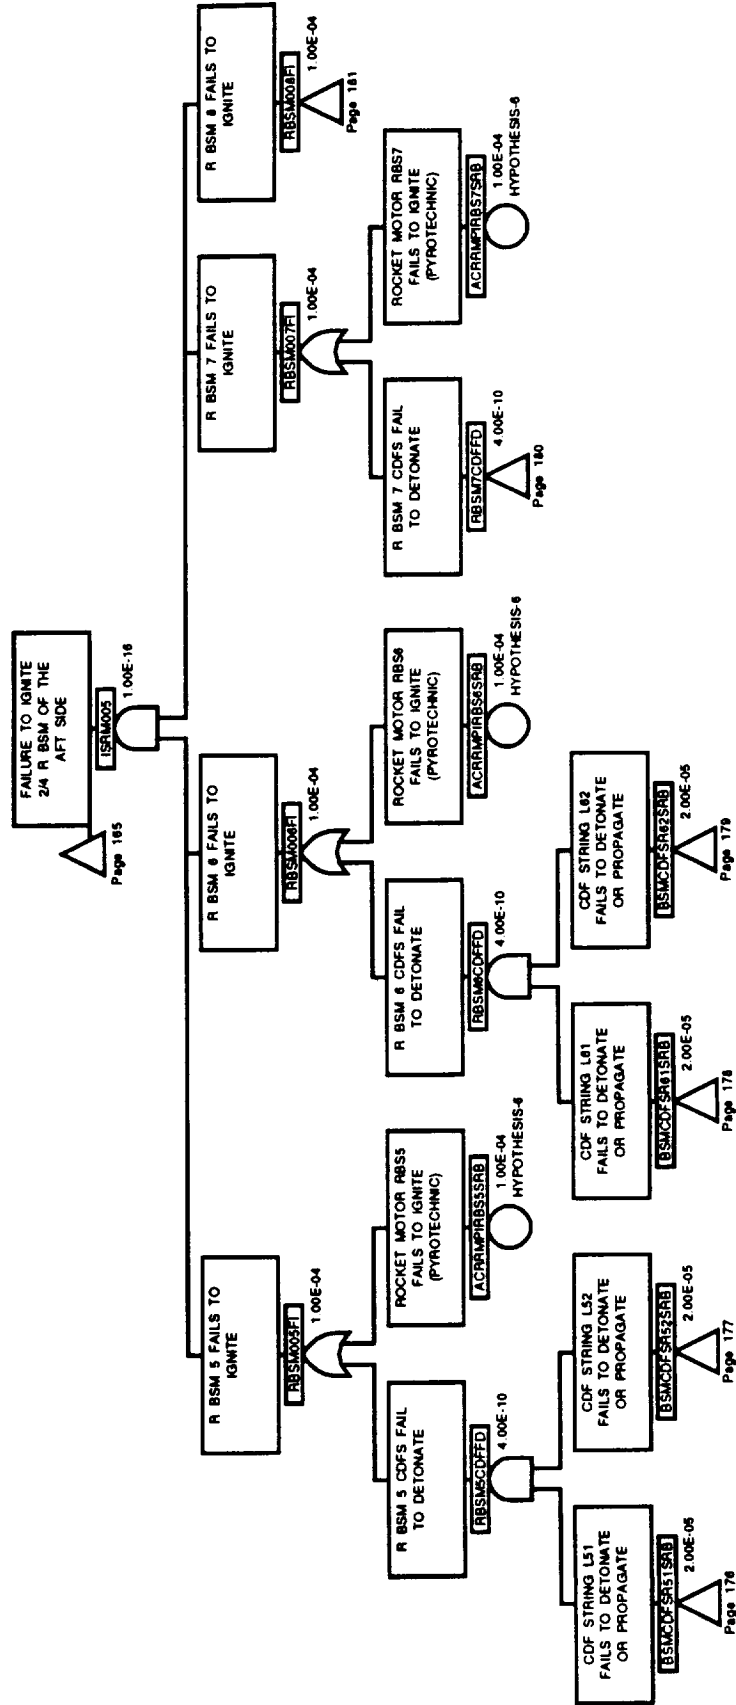 FAILURE TO IGNITE
2/4 R BSM OF THE
AFT SIDE
ISRM005
1.00E-16
Page 165
R BSM 5 FAILS TO
IGNITE
RBSM005FI
1.00E-04
R BSM 6 FAILS TO
IGNITE
RBSM006FI
1.00E-04
R BSM 7 FAILS TO
IGNITE
RBSM007FI
1.00E-04
R BSM 8 FAILS TO
IGNITE
RBSM008FI
1.00E-04
Page 181
R BSM 5 CDFS FAIL
TO DETONATE
RBSM5CDFFD
4.00E-10
ROCKET MOTOR RBS5
FAILS TO IGNITE
(PYROTECHNIC)
ACRRMPIRBS5SRB
1.00E-04
HYPOTHESIS-6
R BSM 6 CDFS FAIL
TO DETONATE
RBSM6CDFFD
4.00E-10
ROCKET MOTOR RBS6
FAILS TO IGNITE
(PYROTECHNIC)
ACRRMPIRBS6SRB
1.00E-04
HYPOTHESIS-6
R BSM 7 CDFS FAIL
TO DETONATE
RBSM7CDFFD
4.00E-10
Page 180
ROCKET MOTOR RBS7
FAILS TO IGNITE
(PYROTECHNIC)
ACRRMPIRBS7SRB
1.00E-04
HYPOTHESIS-6
CDF STRING L51
FAILS TO DETONATE
OR PROPAGATE
BSMCDFSR51SRB
2.00E-05
Page 176
CDF STRING L52
FAILS TO DETONATE
OR PROPAGATE
BSMCDFSR52SRB
2.00E-05
Page 177
CDF STRING L61
FAILS TO DETONATE
OR PROPAGATE
BSMCDFSR61SRB
2.00E-05
Page 178
CDF STRING L62
FAILS TO DETONATE
OR PROPAGATE
BSMCDFSR62SRB
2.00E-05
Page 179